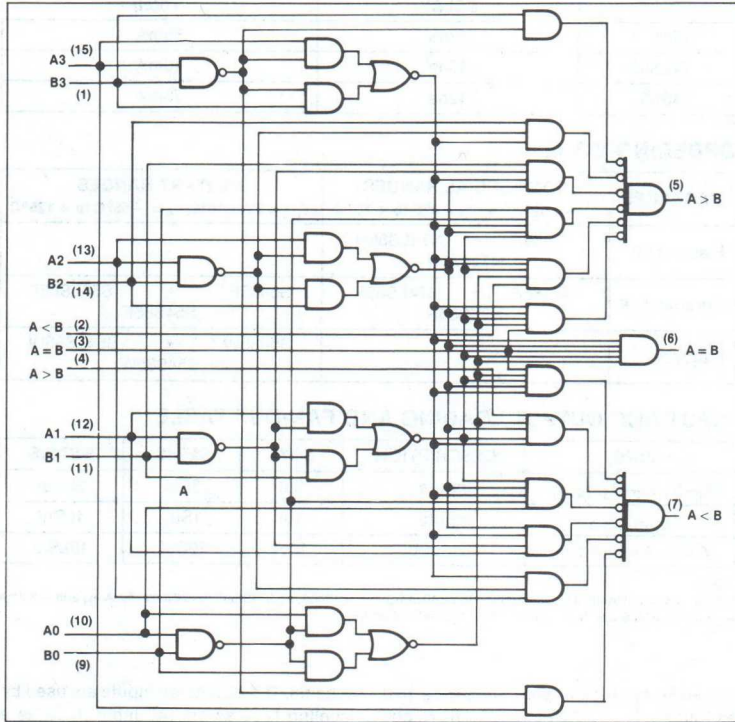 (15)
A3
B3
(1)
(5)
A > B
(13)
A2
B2
(14)
A < B (2)
A = B (3)
(4)
A > B
(6)
A = B
(12)
A1
B1
(11)
A
(7)
A < B
(10)
A0
B0
(9)